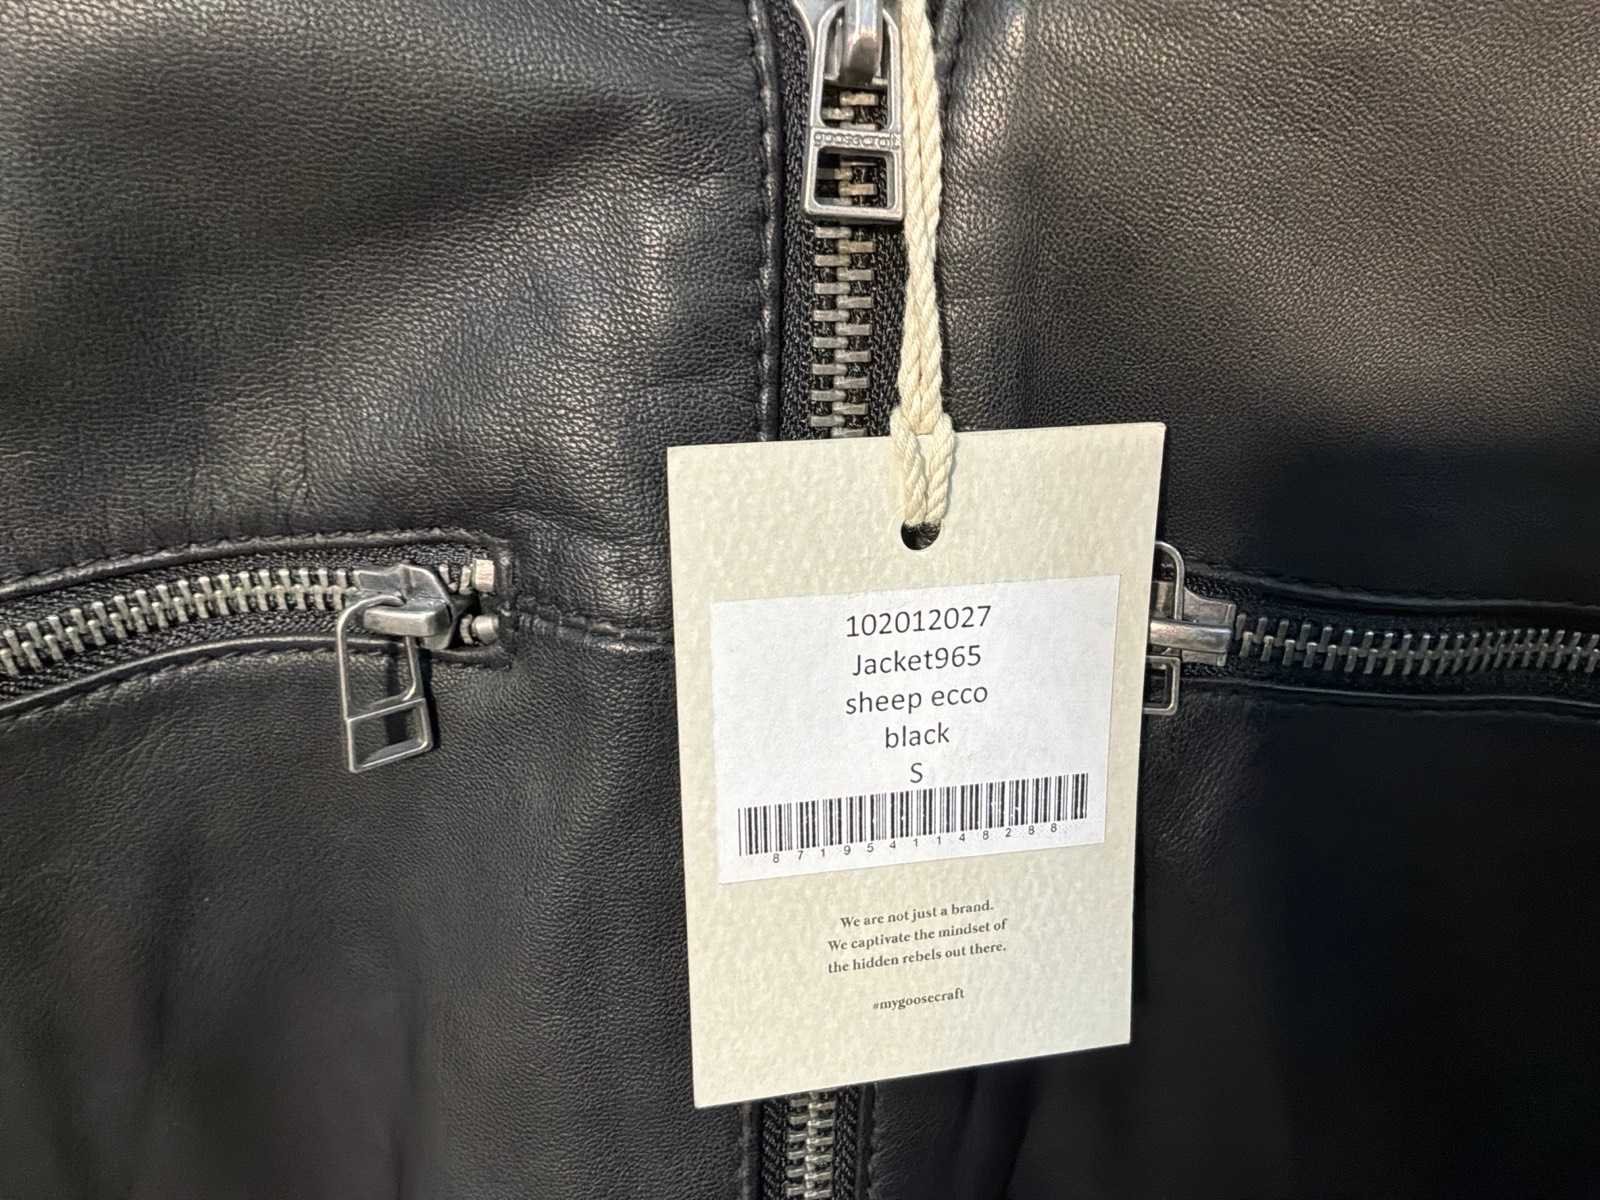 goosecraft
102012027
Jacket965
sheep ecco
black
S
8719541148288
We are not just a brand.
We captivate the mindset of
the hidden rebels out there.
#mygoosecraft